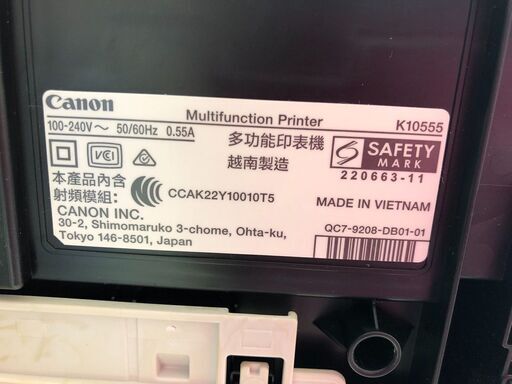 Canon
Multifunction Printer K10555
100-240V～ 50/60Hz 0.55A
多功能印表機
越南製造
VCI
SAFETY
MARK
220663-11
本產品內含
射頻模組:
CCAK22Y10010T5
MADE IN VIETNAM
CANON INC.
30-2, Shimomaruko 3-chome, Ohta-ku,
Tokyo 146-8501, Japan
QC7-9208-DB01-01